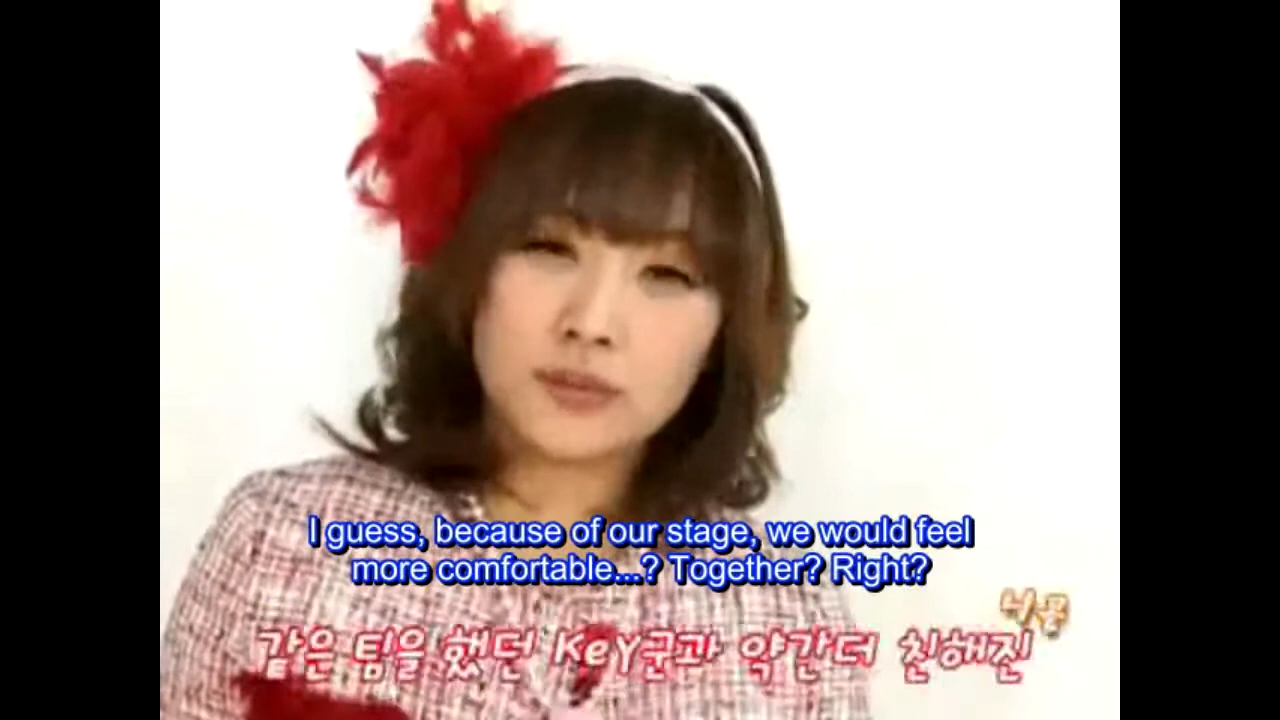 I guess, because of our stage, we would feel
more comfortable...? Together? Right?
같은 팀을 했던 Key군과 약간더 친해진